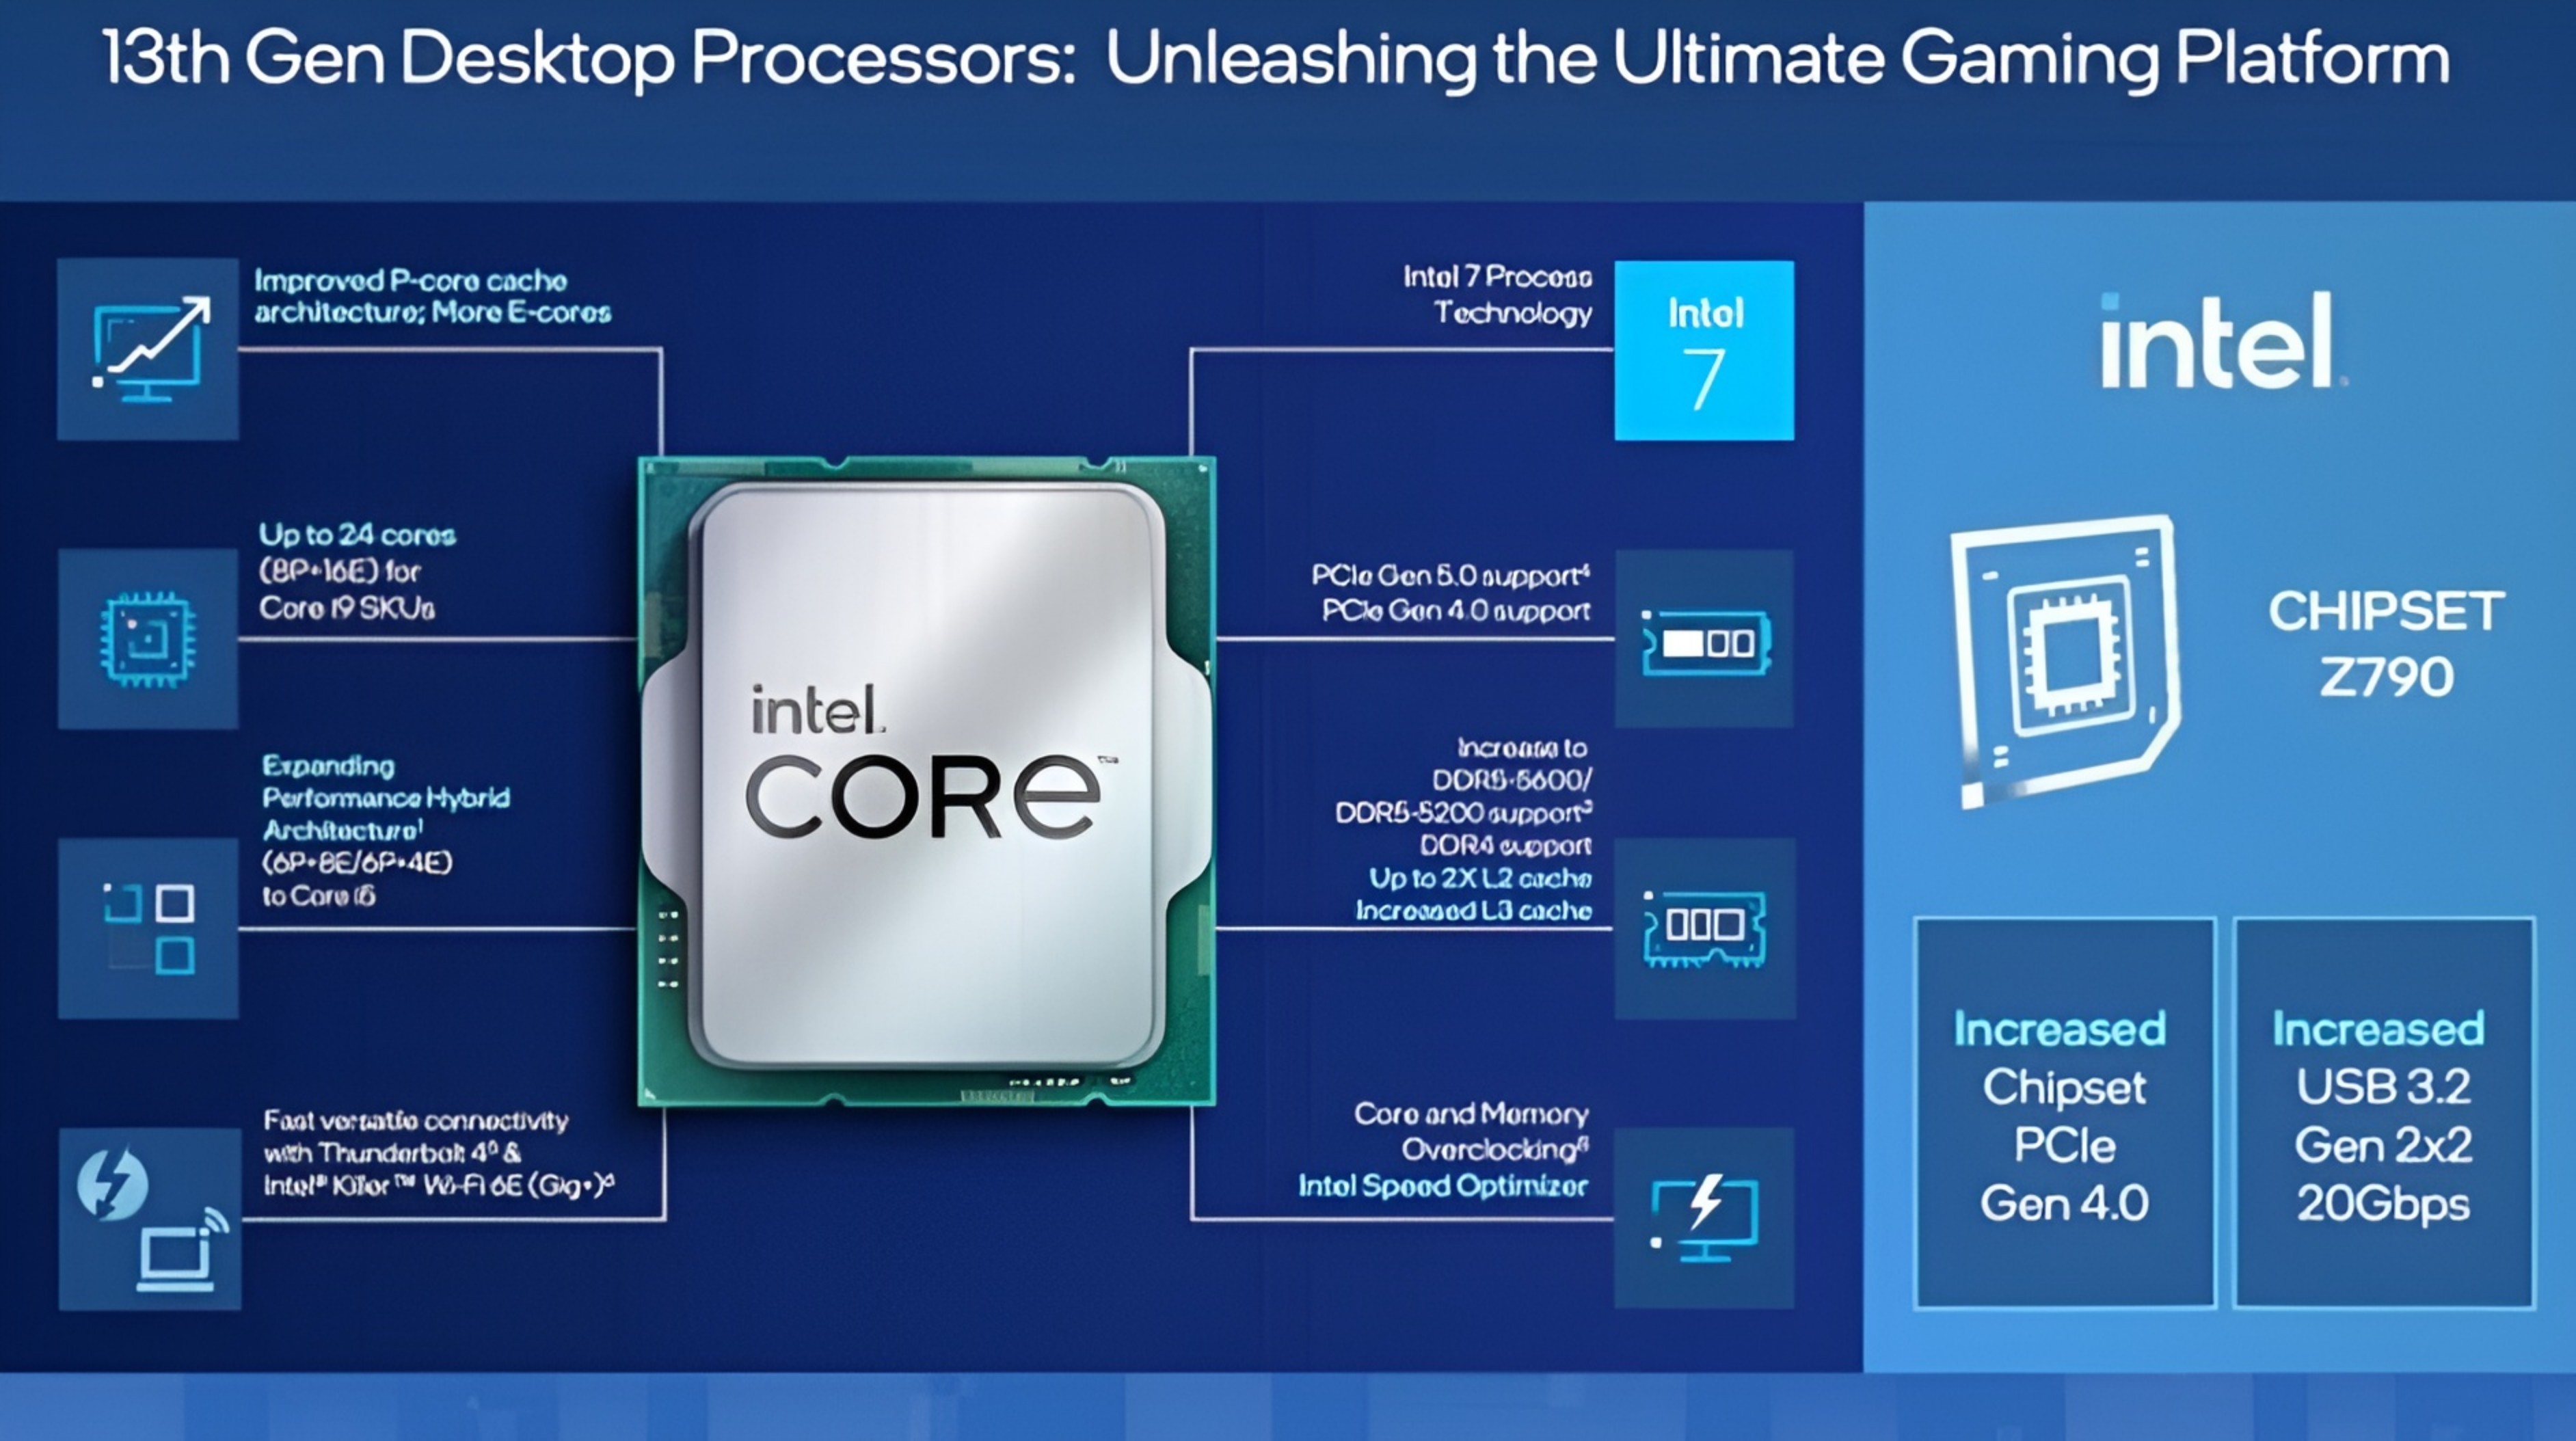 13th Gen Desktop Processors: Unleashing the Ultimate Gaming Platform
Improved P-core cache
architecture; More E-cores
Up to 24 cores
(8P+16E) for
Core i9 SKUs
Expanding
Performance Hybrid
Architecture¹
(6P+8E/6P+4E)
to Core i5
Fast versatile connectivity
with Thunderbolt 4 &
Intel® Killer™ Wi-Fi 6E (Gig+)
intel.
CORE™
Intel 7 Process
Technology
Intel
7
PCIe Gen 5.0 support⁴
PCIe Gen 4.0 support
Increase to
DDR5-5600/
DDR5-5200 support
DDR4 support
Up to 2X L2 cache
Increased L3 cache
Core and Memory
Overclocking
Intel Speed Optimizer
intel.
CHIPSET
Z790
Increased
Chipset
PCIe
Gen 4.0
Increased
USB 3.2
Gen 2x2
20Gbps